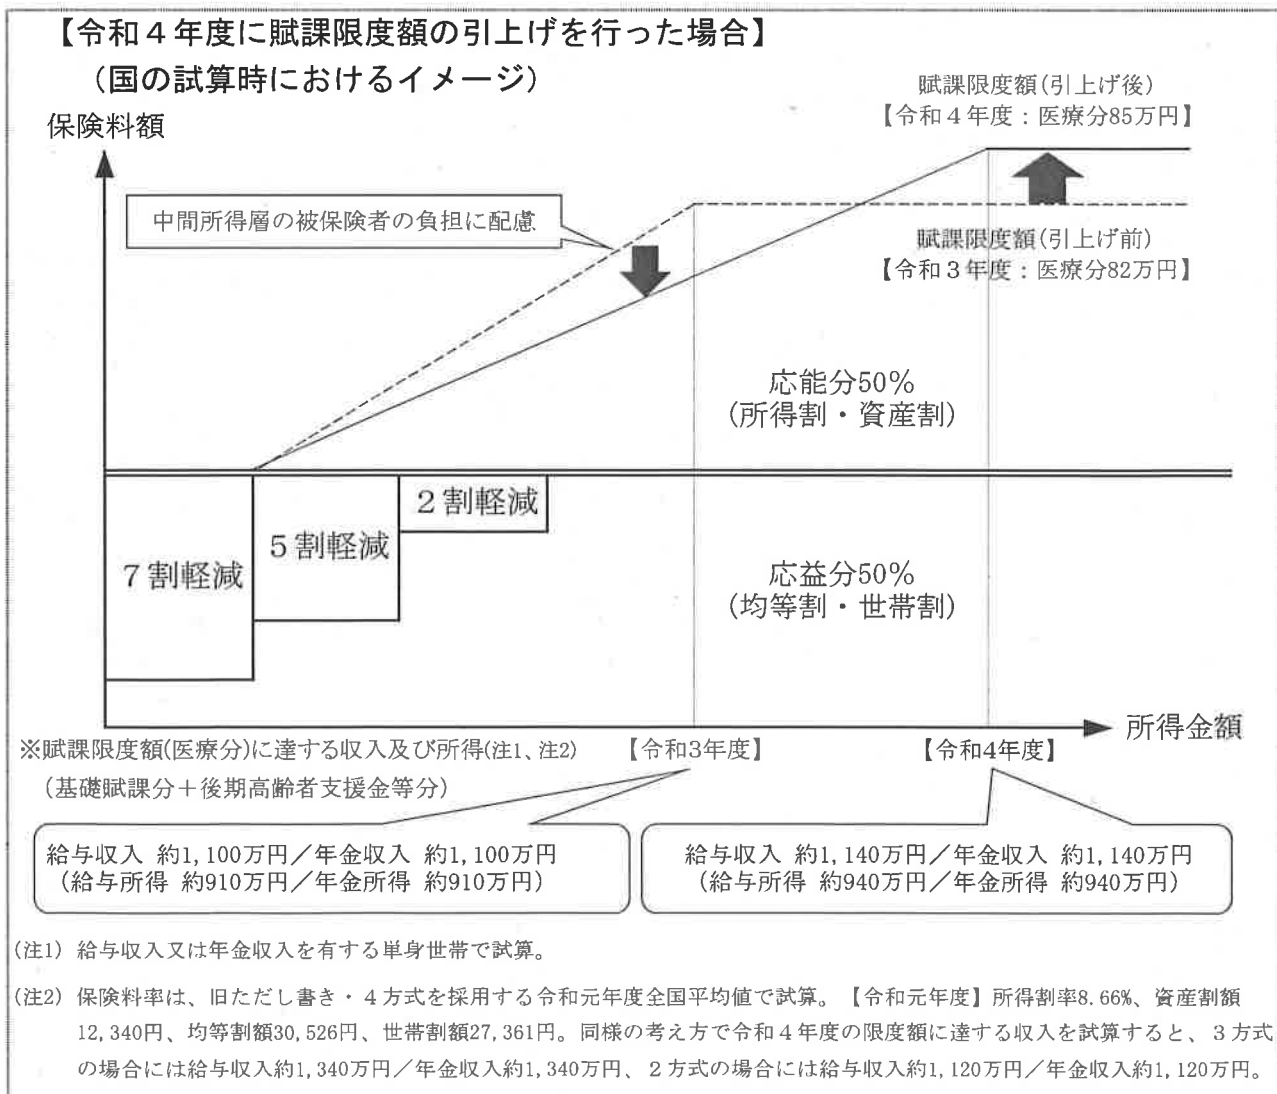 【令和４年度に賦課限度額の引上げを行った場合】
（国の試算時におけるイメージ）
賦課限度額(引上げ後)
【令和４年度：医療分85万円】
保険料額
中間所得層の被保険者の負担に配慮
賦課限度額(引上げ前)
【令和３年度：医療分82万円】
応能分50％
（所得割・資産割）
７割軽減
５割軽減
２割軽減
応益分50％
（均等割・世帯割）
所得金額
※賦課限度額(医療分)に達する収入及び所得(注1、注2)
（基礎賦課分＋後期高齢者支援金等分）
【令和3年度】
【令和4年度】
給与収入 約1,100万円／年金収入 約1,100万円
（給与所得 約910万円／年金所得 約910万円）
給与収入 約1,140万円／年金収入 約1,140万円
（給与所得 約940万円／年金所得 約940万円）
(注1) 給与収入又は年金収入を有する単身世帯で試算。
(注2) 保険料率は、旧ただし書き・４方式を採用する令和元年度全国平均値で試算。【令和元年度】所得割率8.66%、資産割額
12,340円、均等割額30,526円、世帯割額27,361円。同様の考え方で令和４年度の限度額に達する収入を試算すると、３方式
の場合には給与収入約1,340万円／年金収入約1,340万円、２方式の場合には給与収入約1,120万円／年金収入約1,120万円。